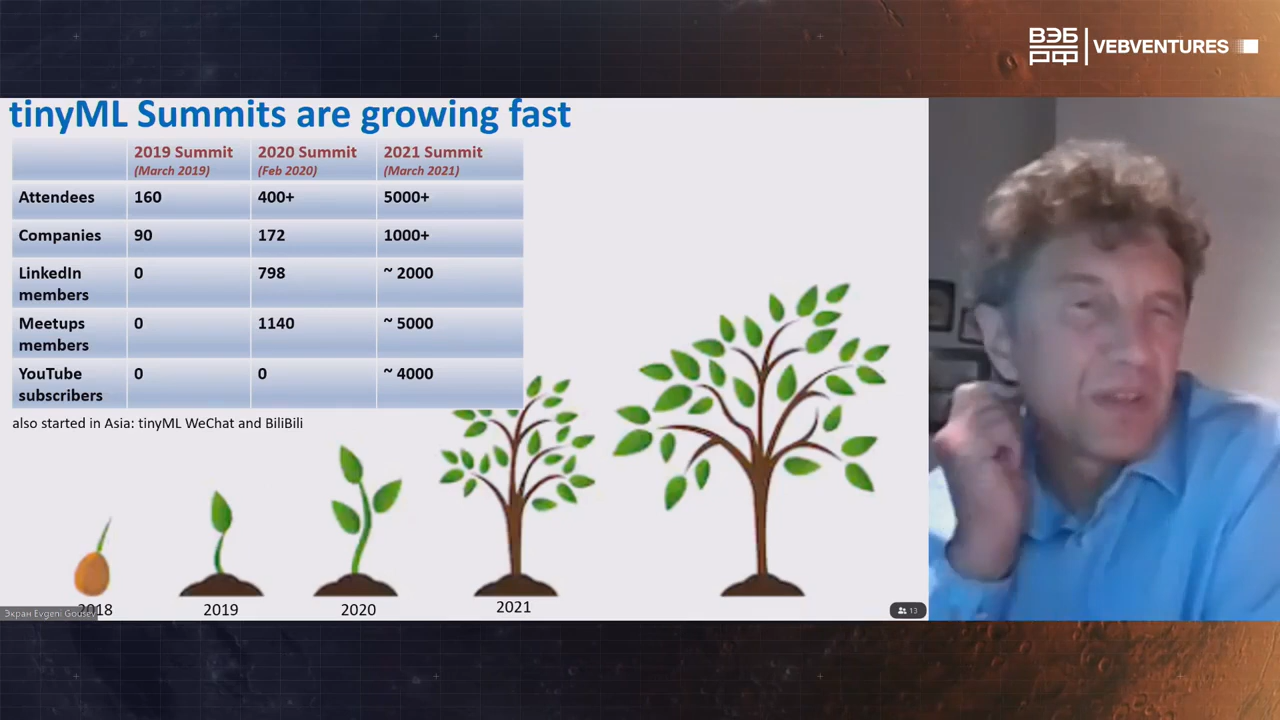 ВЭБ
РФ
VEBVENTURES
tinyML Summits are growing fast
2019 Summit 2020 Summit 2021 Summit
(March 2019) (Feb 2020) (March 2021)
Attendees 160 400+ 5000+
Companies 90 172 1000+
LinkedIn 0 798 ~ 2000
members
Meetups 0 1140 ~ 5000
members
YouTube 0 0 ~ 4000
subscribers
also started in Asia: tinyML WeChat and BiliBili
2018 2019 2020 2021
Экран Evgeni Gousev
13